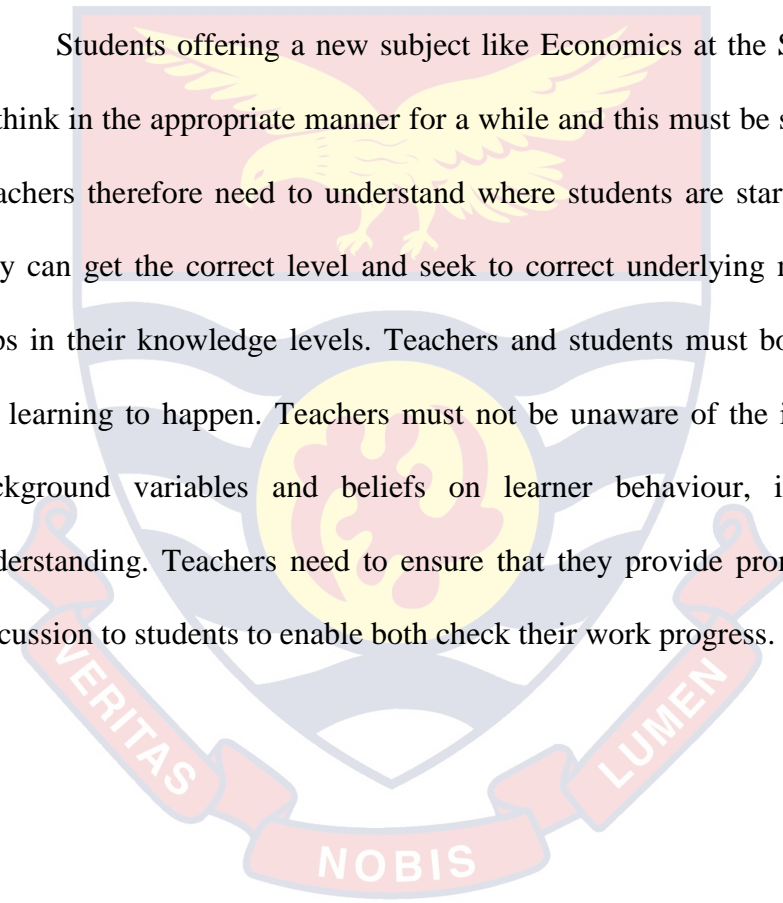 Students offering a new subject like Economics at the S
think in the appropriate manner for a while and this must be s
achers therefore need to understand where students are star
y can get the correct level and seek to correct underlying
ps in their knowledge levels. Teachers and students must bo
learning to happen. Teachers must not be unaware of the i
ckground variables and beliefs on learner behaviour, i
derstanding. Teachers need to ensure that they provide pro
cussion to students to enable both check their work progress.
VERITAS
NOBIS
LUMEN